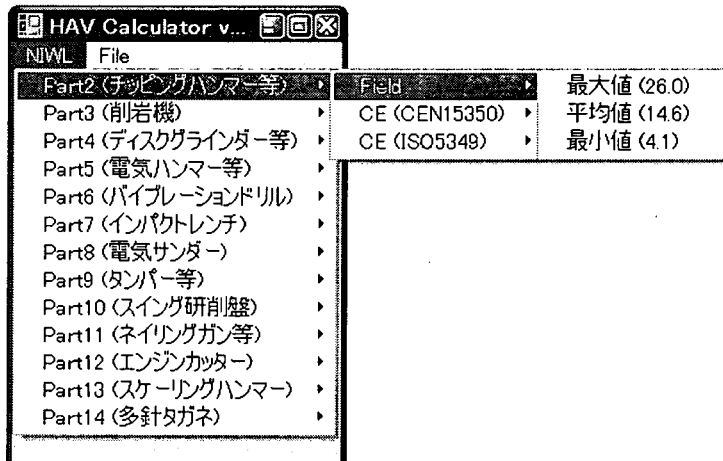 HAV Calculator v...
NIWL File
Part2 (チッピングハンマー等)
Part3 (削岩機)
Part4 (ディスクグラインダー等)
Part5 (電気ハンマー等)
Part6 (バイブレーションドリル)
Part7 (インパクトレンチ)
Part8 (電気サンダー)
Part9 (タンパー等)
Part10 (スイング研削盤)
Part11 (ネイリングガン等)
Part12 (エンジンカッター)
Part13 (スケーリングハンマー)
Part14 (多針タガネ)
Field
CE (CEN15350)
CE (ISO5349)
最大値 (26.0)
平均値 (14.6)
最小値 (4.1)